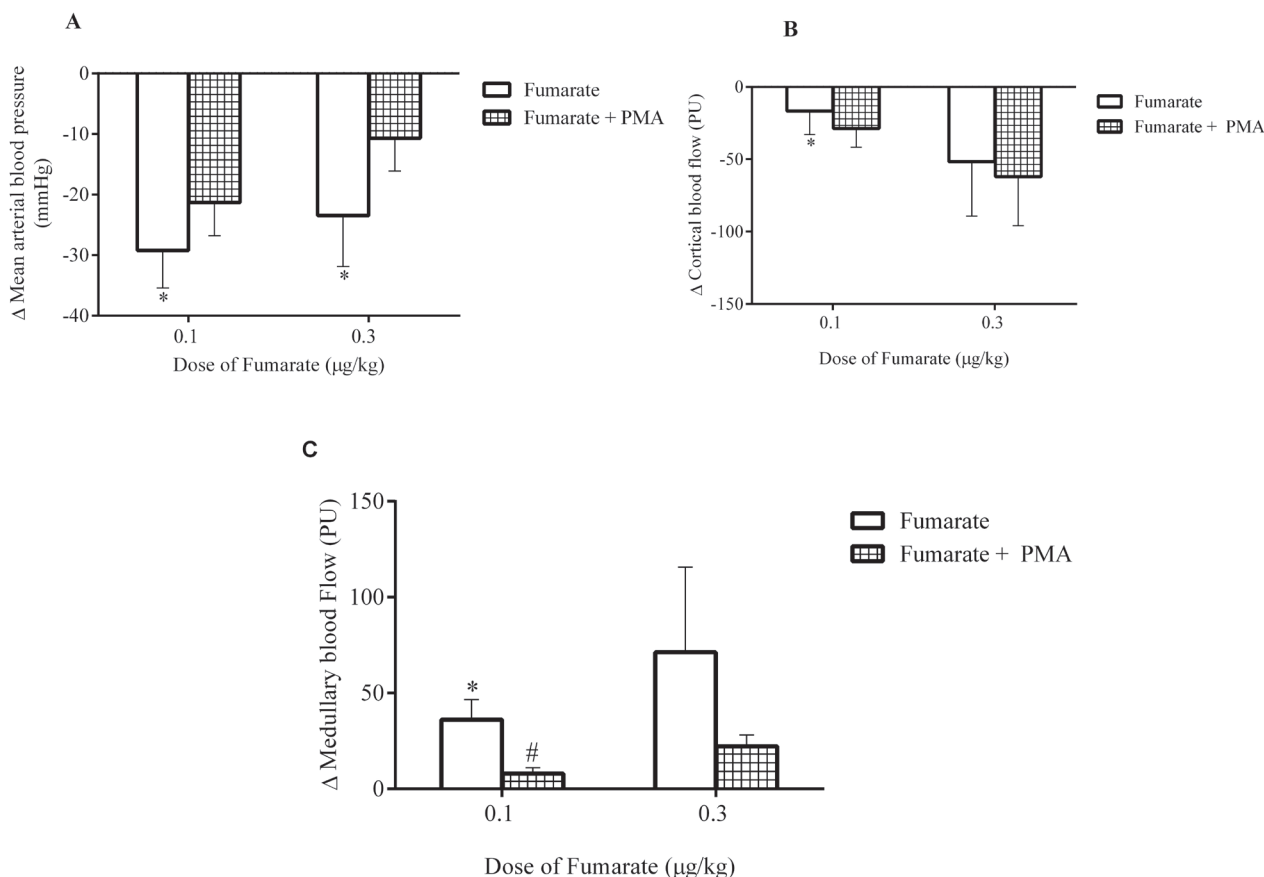 A
Δ Mean arterial blood pressure
(mmHg)
0
-10
-20
-30
-40
*
*
0.1
0.3
Dose of Fumarate (μg/kg)
Fumarate
Fumarate + PMA
B
Δ Cortical blood flow (PU)
0
-50
-100
-150
*
0.1
0.3
Dose of Fumarate (μg/kg)
Fumarate
Fumarate + PMA
C
Δ Medullary blood Flow (PU)
150
100
50
0
*
#
0.1
0.3
Dose of Fumarate (μg/kg)
Fumarate
Fumarate + PMA